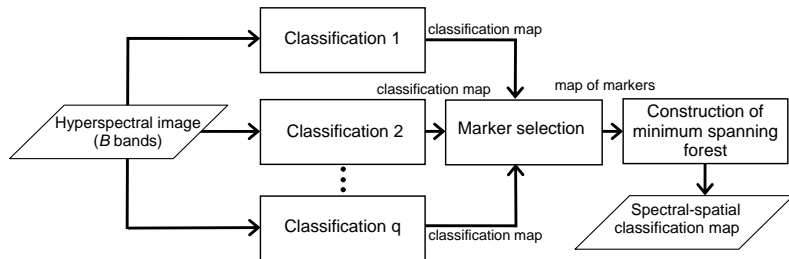 Classification 1
classification map
classification map
map of markers
Hyperspectral image
(B bands)
Classification 2
Marker selection
Construction of
minimum spanning
forest
Classification q
classification map
Spectral-spatial
classification map